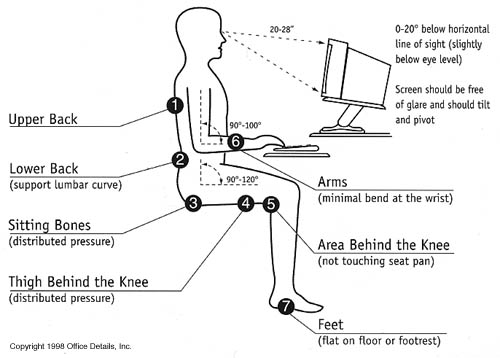 20-28"
0-20° below horizontal
line of sight (slightly
below eye level)
Screen should be free
of glare and should tilt
and pivot
1
Upper Back
90°-100°
6
2
Lower Back
(support lumbar curve)
90°-120°
Arms
(minimal bend at the wrist)
3
4
5
Sitting Bones
(distributed pressure)
Area Behind the Knee
(not touching seat pan)
Thigh Behind the Knee
(distributed pressure)
7
Feet
(flat on floor or footrest)
Copyright 1998 Office Details, Inc.